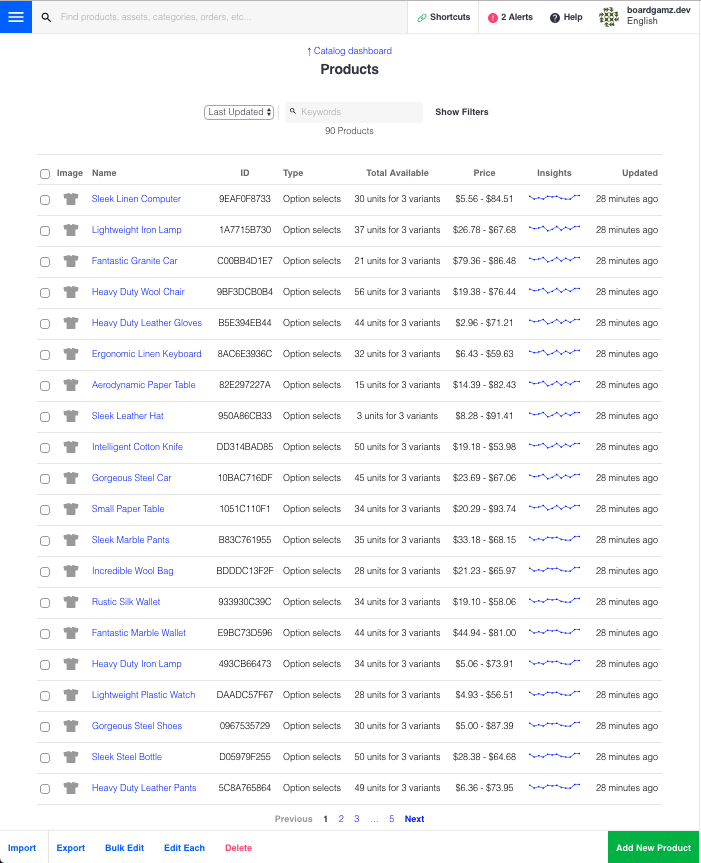 Find products, assets, categories, orders, etc...
Shortcuts
2 Alerts
Help
boardgamz.dev
English
↑ Catalog dashboard
Products
Last Updated
Keywords
Show Filters
90 Products
Image Name ID Type Total Available Price Insights Updated
Sleek Linen Computer 9EAF0F8733 Option selects 30 units for 3 variants $5.56 - $84.51 28 minutes ago
Lightweight Iron Lamp 1A7715B730 Option selects 37 units for 3 variants $26.78 - $67.68 28 minutes ago
Fantastic Granite Car C00BB4D1E7 Option selects 21 units for 3 variants $79.36 - $86.48 28 minutes ago
Heavy Duty Wool Chair 9BF3DCB0B4 Option selects 56 units for 3 variants $19.38 - $76.44 28 minutes ago
Heavy Duty Leather Gloves B5E394EB44 Option selects 44 units for 3 variants $2.96 - $71.21 28 minutes ago
Ergonomic Linen Keyboard 8AC6E3936C Option selects 32 units for 3 variants $6.43 - $59.63 28 minutes ago
Aerodynamic Paper Table 82E297227A Option selects 15 units for 3 variants $14.39 - $82.43 28 minutes ago
Sleek Leather Hat 950A86CB33 Option selects 3 units for 3 variants $8.28 - $91.41 28 minutes ago
Intelligent Cotton Knife DD314BAD85 Option selects 50 units for 3 variants $19.18 - $53.98 28 minutes ago
Gorgeous Steel Car 10BAC716DF Option selects 45 units for 3 variants $23.69 - $67.06 28 minutes ago
Small Paper Table 1051C110F1 Option selects 34 units for 3 variants $20.29 - $93.74 28 minutes ago
Sleek Marble Pants B83C761955 Option selects 35 units for 3 variants $33.18 - $68.15 28 minutes ago
Incredible Wool Bag BDDDC13F2F Option selects 28 units for 3 variants $21.23 - $65.97 28 minutes ago
Rustic Silk Wallet 933930C39C Option selects 34 units for 3 variants $19.10 - $58.06 28 minutes ago
Fantastic Marble Wallet E9BC73D596 Option selects 44 units for 3 variants $44.94 - $81.00 28 minutes ago
Heavy Duty Iron Lamp 493CB66473 Option selects 34 units for 3 variants $5.06 - $73.91 28 minutes ago
Lightweight Plastic Watch DAADC57F67 Option selects 28 units for 3 variants $4.93 - $56.51 28 minutes ago
Gorgeous Steel Shoes 0967535729 Option selects 30 units for 3 variants $5.00 - $87.39 28 minutes ago
Sleek Steel Bottle D05979F255 Option selects 50 units for 3 variants $28.38 - $64.68 28 minutes ago
Heavy Duty Leather Pants 5C8A765864 Option selects 49 units for 3 variants $6.36 - $73.95 28 minutes ago
Previous 1 2 3 ... 5 Next
Import Export Bulk Edit Edit Each Delete Add New Product